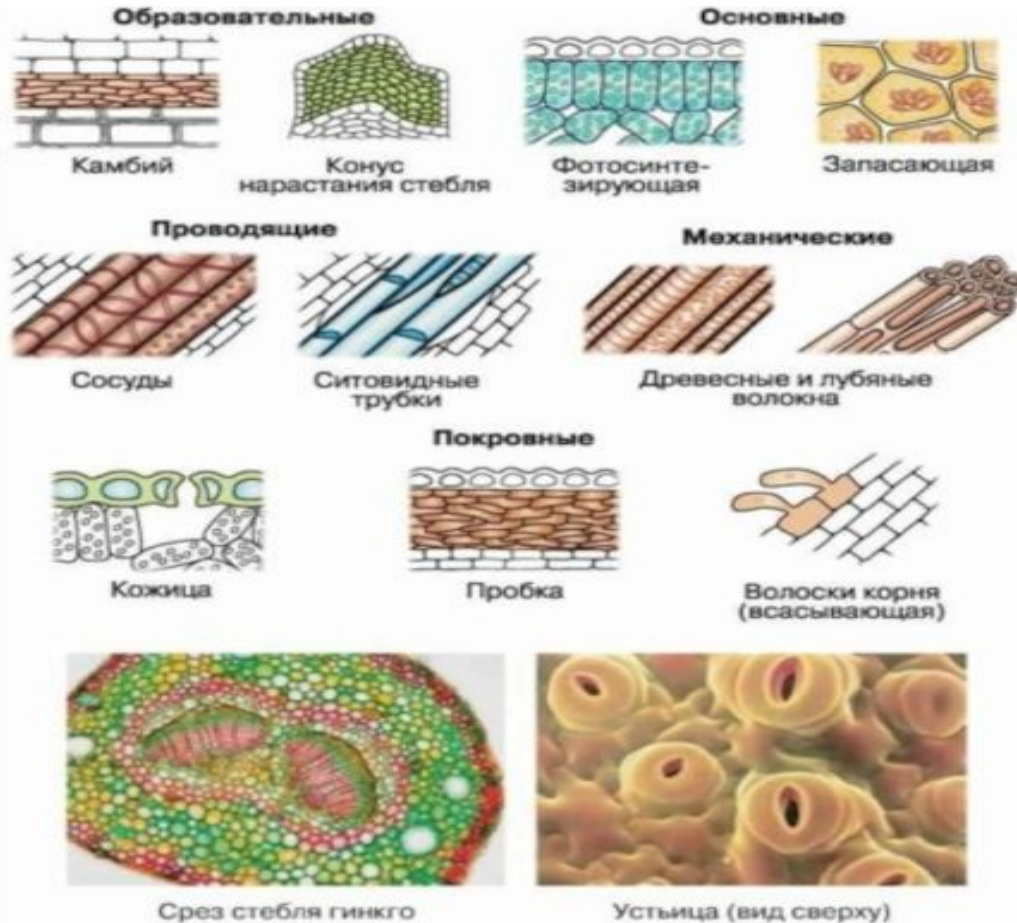 Образовательные
Основные
Камбий
Конус
нарастания стебля
Фотосинте-
зирующая
Запасающая
Проводящие
Механические
Сосуды
Ситовидные
трубки
Древесные и лубяные
волокна
Покровные
Кожица
Пробка
Волоски корня
(всасывающая)
Срез стебля гинкго
Устьица (вид сверху)